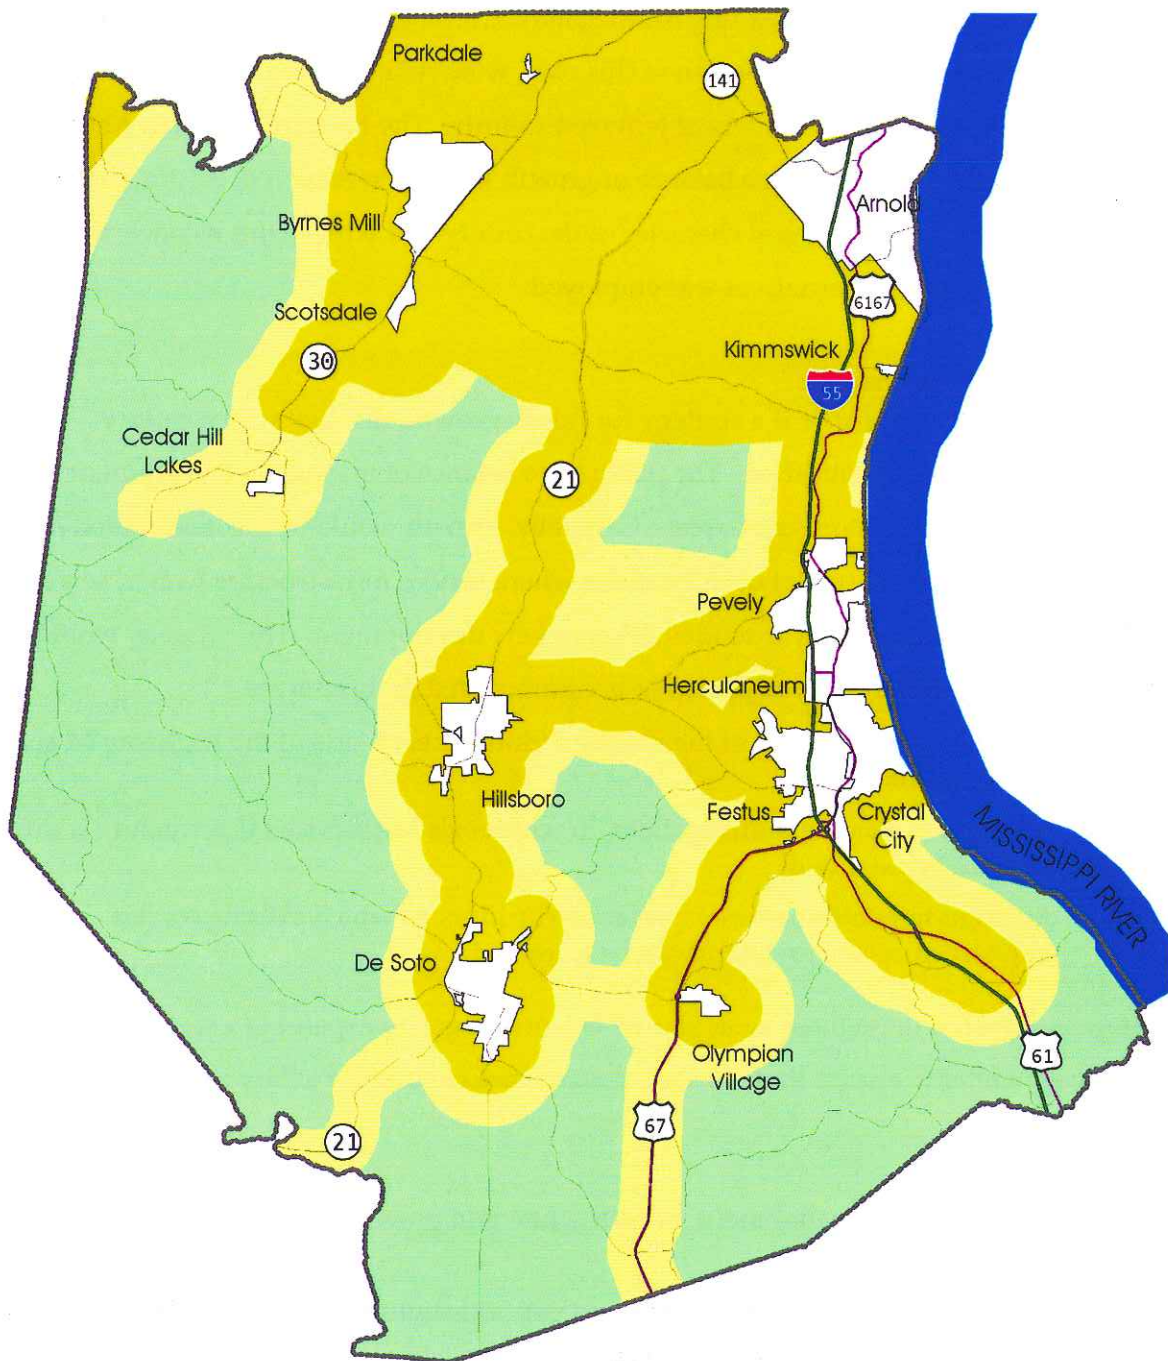 Parkdale
141
Byrnes Mill
Arnold
6167
Scotsdale
Kimmswick
30
55
Cedar Hill
Lakes
21
Pevely
Herculaneum
Hillsboro
Festus
Crystal
City
MISSISSIPPI RIVER
De Soto
Olympian
Village
61
67
21